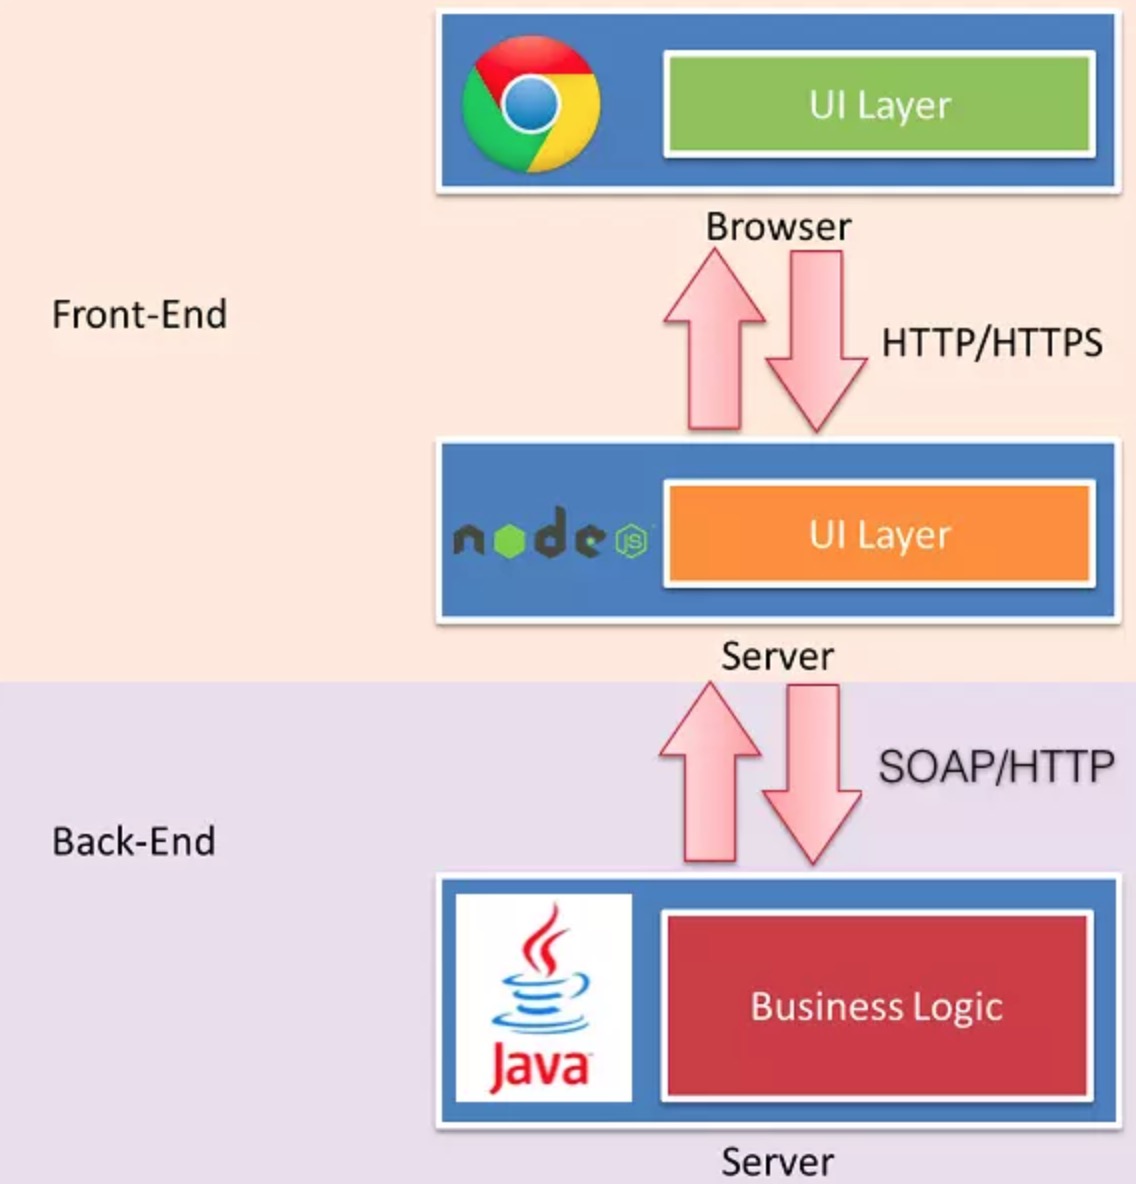 UI Layer
Browser
Front-End
HTTP/HTTPS
node
JS
UI Layer
Server
SOAP/HTTP
Back-End
Java
Business Logic
Server